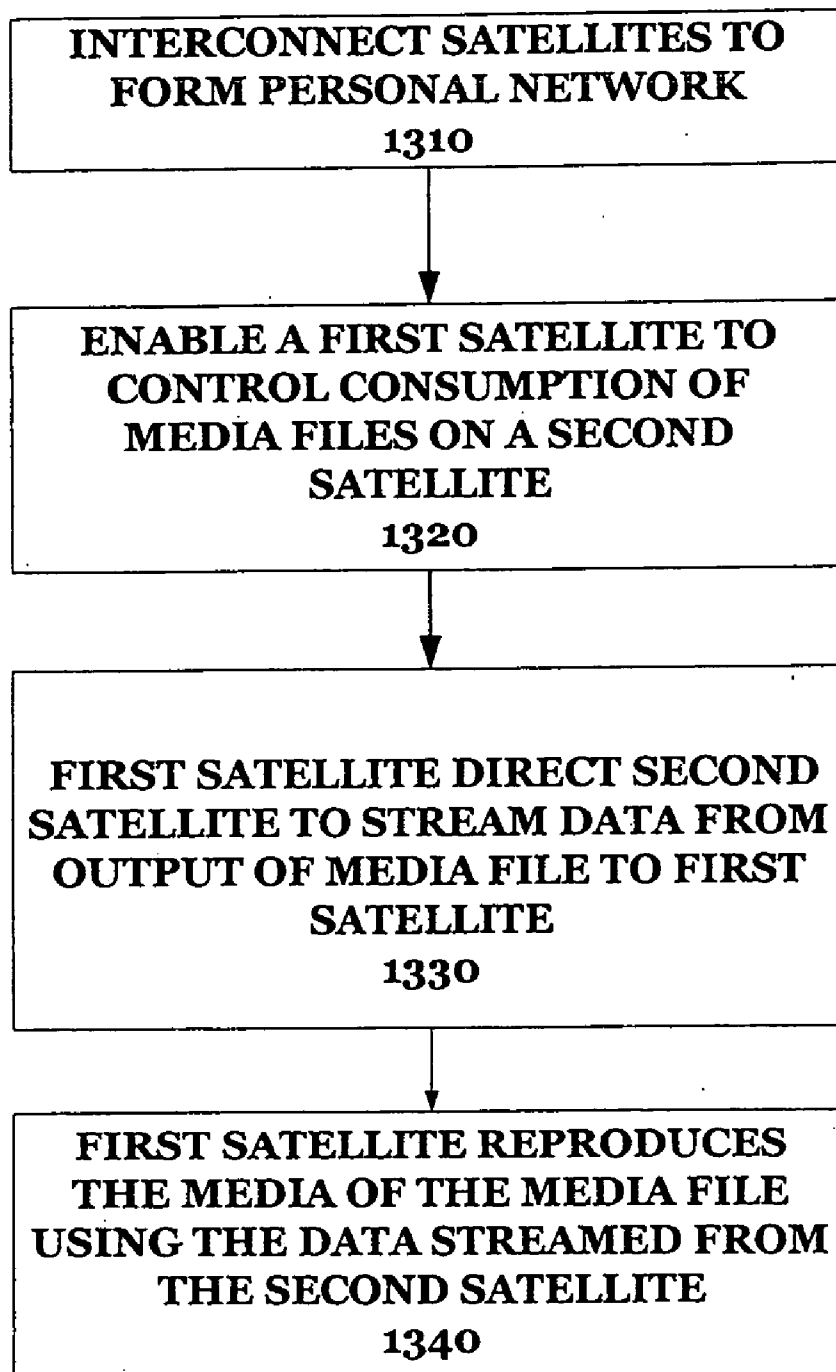 INTERCONNECT SATELLITES TO
FORM PERSONAL NETWORK
1310
ENABLE A FIRST SATELLITE TO
CONTROL CONSUMPTION OF
MEDIA FILES ON A SECOND
SATELLITE
1320
FIRST SATELLITE DIRECT SECOND
SATELLITE TO STREAM DATA FROM
OUTPUT OF MEDIA FILE TO FIRST
SATELLITE
1330
FIRST SATELLITE REPRODUCES
THE MEDIA OF THE MEDIA FILE
USING THE DATA STREAMED FROM
THE SECOND SATELLITE
1340